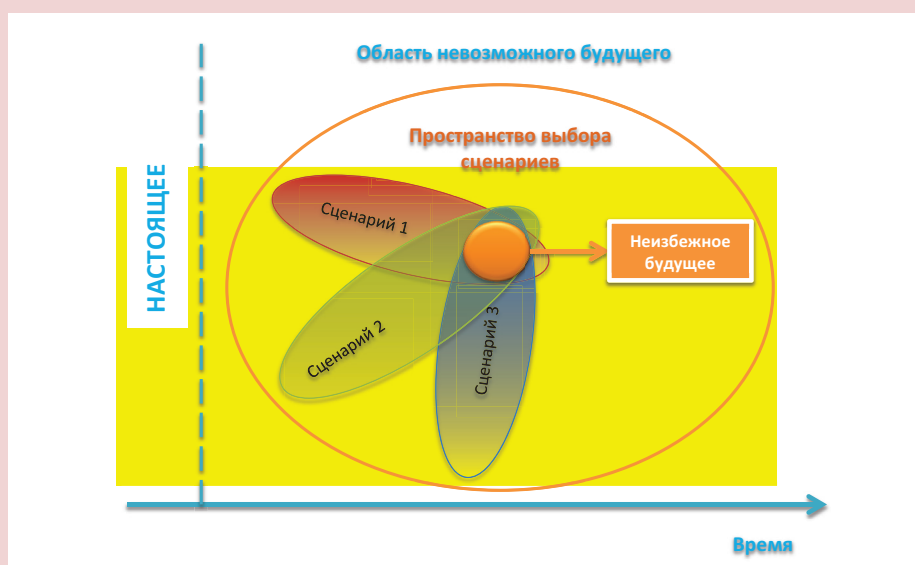 Область невозможного будущего
Пространство выбора
сценариев
НАСТОЯЩЕЕ
Сценарий 1
Сценарий 2
Сценарий 3
Неизбежное
будущее
Время